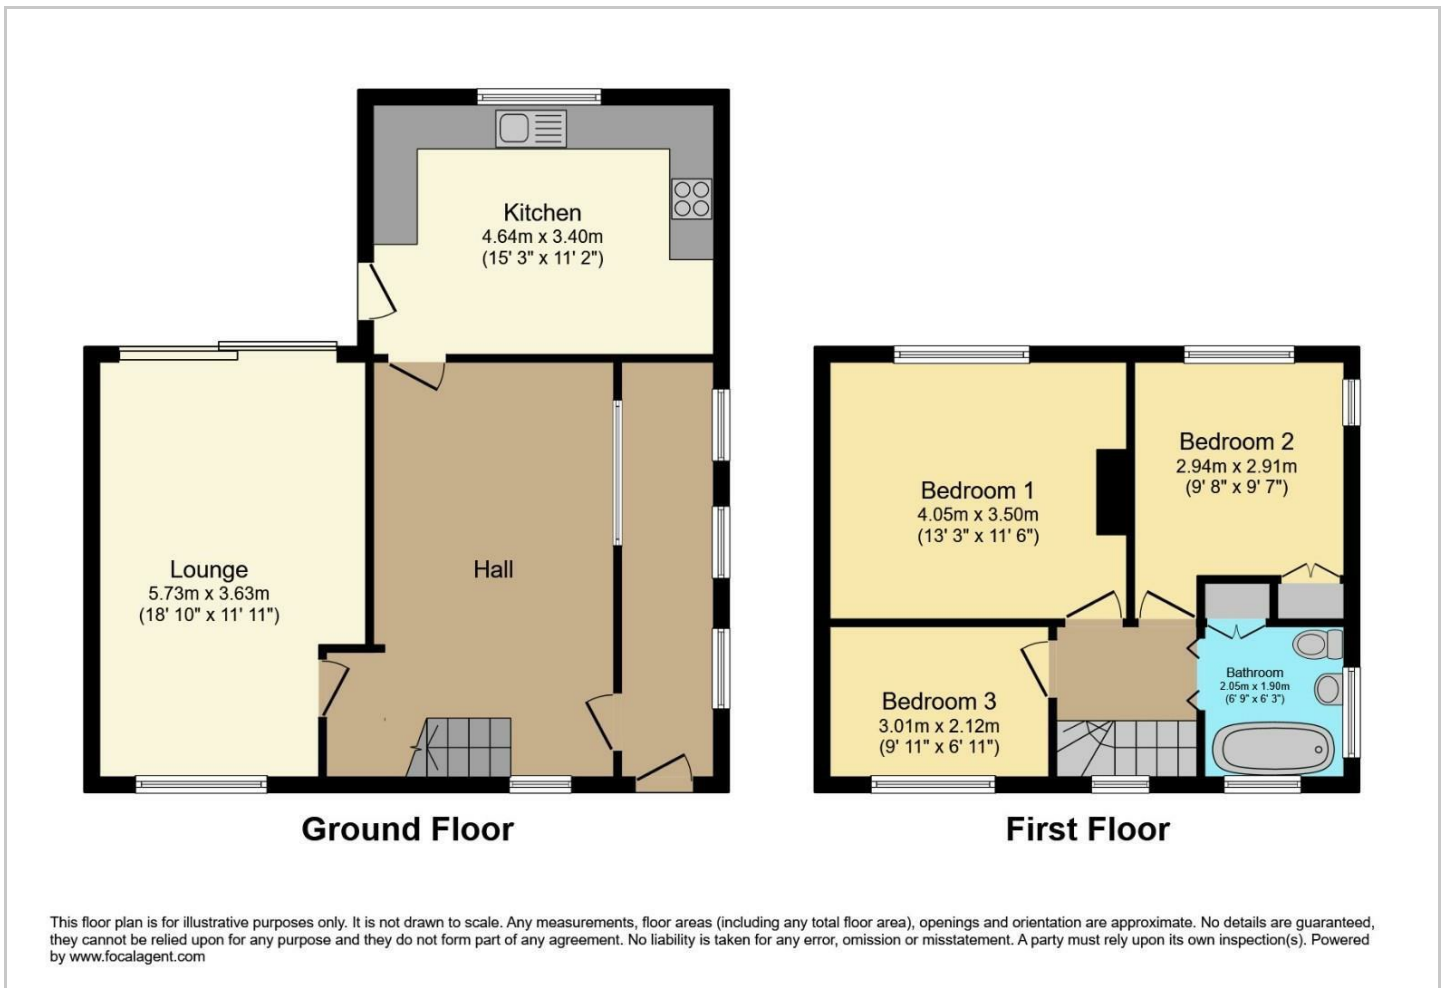 Kitchen
4.64m x 3.40m
(15' 3" x 11' 2")
Lounge
5.73m x 3.63m
(18' 10" x 11' 11")
Hall
Ground Floor
Bedroom 1
4.05m x 3.50m
(13' 3" x 11' 6")
Bedroom 2
2.94m x 2.91m
(9' 8" x 9' 7")
Bedroom 3
3.01m x 2.12m
(9' 11" x 6' 11")
Bathroom
2.05m x 1.90m
(6' 9" x 6' 3")
First Floor
This floor plan is for illustrative purposes only. It is not drawn to scale. Any measurements, floor areas (including any total floor area), openings and orientation are approximate. No details are guaranteed,
they cannot be relied upon for any purpose and they do not form part of any agreement. No liability is taken for any error, omission or misstatement. A party must rely upon its own inspection(s). Powered
by www.focalagent.com